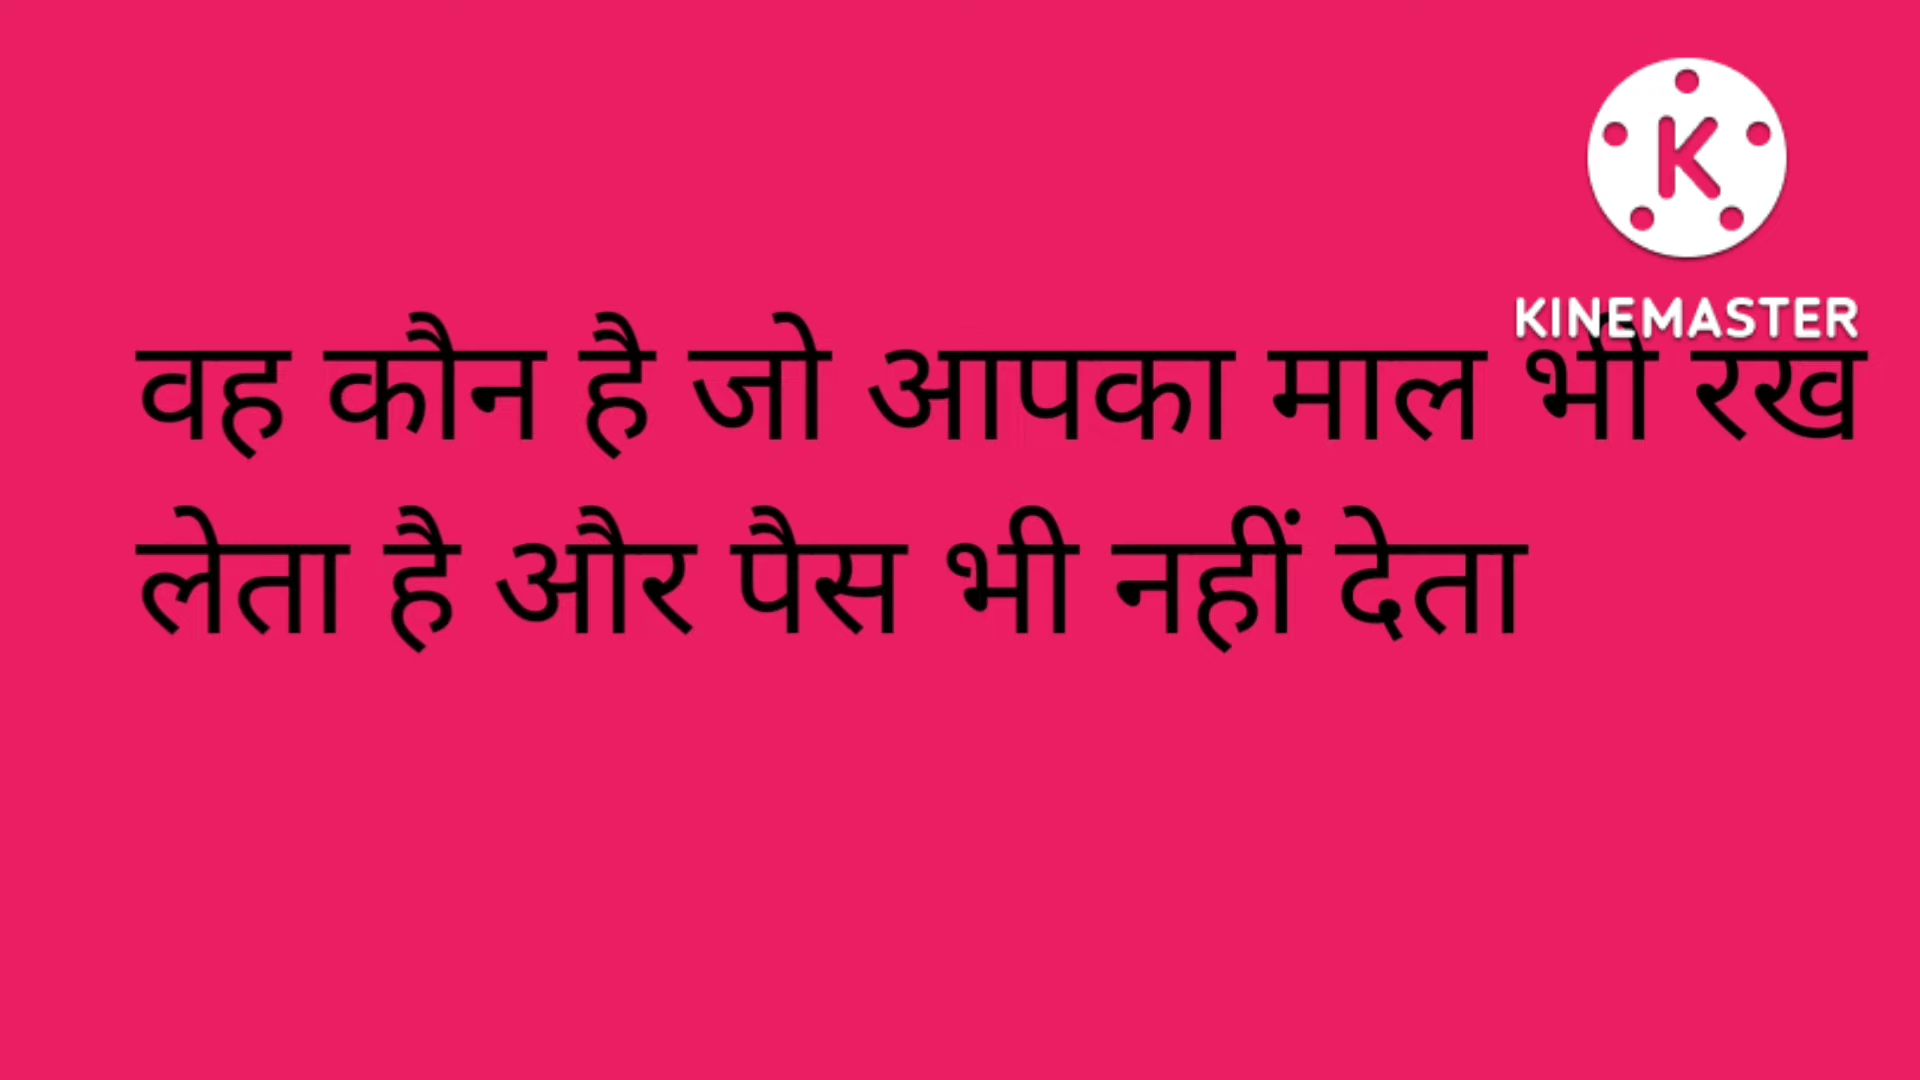 KINEMASTER
वह कौन है जो आपका माल भी रख
लेता है और पैस भी नहीं देता